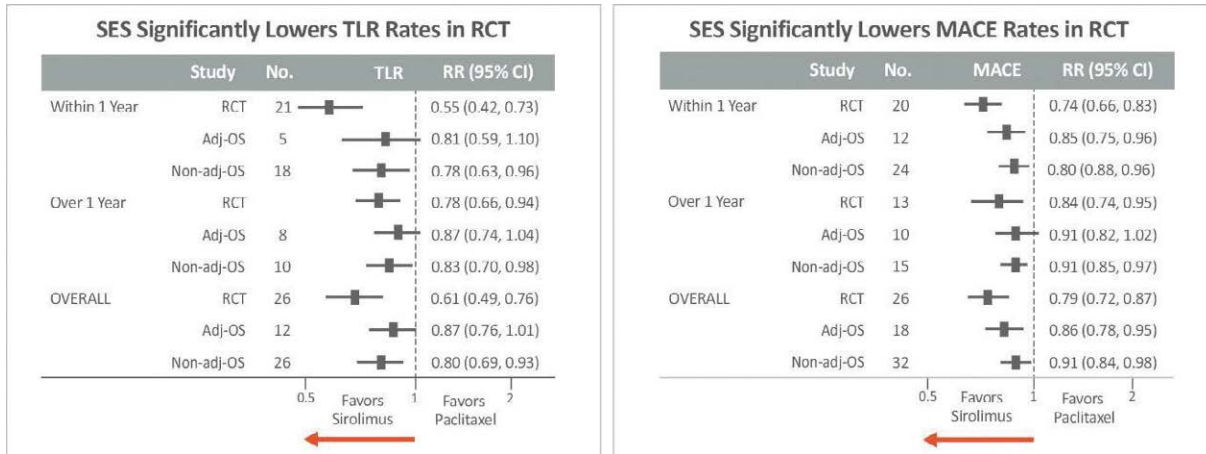 SES Significantly Lowers TLR Rates in RCT
Study No. TLR RR (95% CI)
Within 1 Year RCT 21 0.55 (0.42, 0.73)
Adj-OS 5 0.81 (0.59, 1.10)
Non-adj-OS 18 0.78 (0.63, 0.96)
Over 1 Year RCT 0.78 (0.66, 0.94)
Adj-OS 8 0.87 (0.74, 1.04)
Non-adj-OS 10 0.83 (0.70, 0.98)
OVERALL RCT 26 0.61 (0.49, 0.76)
Adj-OS 12 0.87 (0.76, 1.01)
Non-adj-OS 26 0.80 (0.69, 0.93)
0.5 Favors Sirolimus 1 Favors Paclitaxel 2
SES Significantly Lowers MACE Rates in RCT
Study No. MACE RR (95% CI)
Within 1 Year RCT 20 0.74 (0.66, 0.83)
Adj-OS 12 0.85 (0.75, 0.96)
Non-adj-OS 24 0.80 (0.88, 0.96)
Over 1 Year RCT 13 0.84 (0.74, 0.95)
Adj-OS 10 0.91 (0.82, 1.02)
Non-adj-OS 15 0.91 (0.85, 0.97)
OVERALL RCT 26 0.79 (0.72, 0.87)
Adj-OS 18 0.86 (0.78, 0.95)
Non-adj-OS 32 0.91 (0.84, 0.98)
0.5 Favors Sirolimus 1 Favors Paclitaxel 2